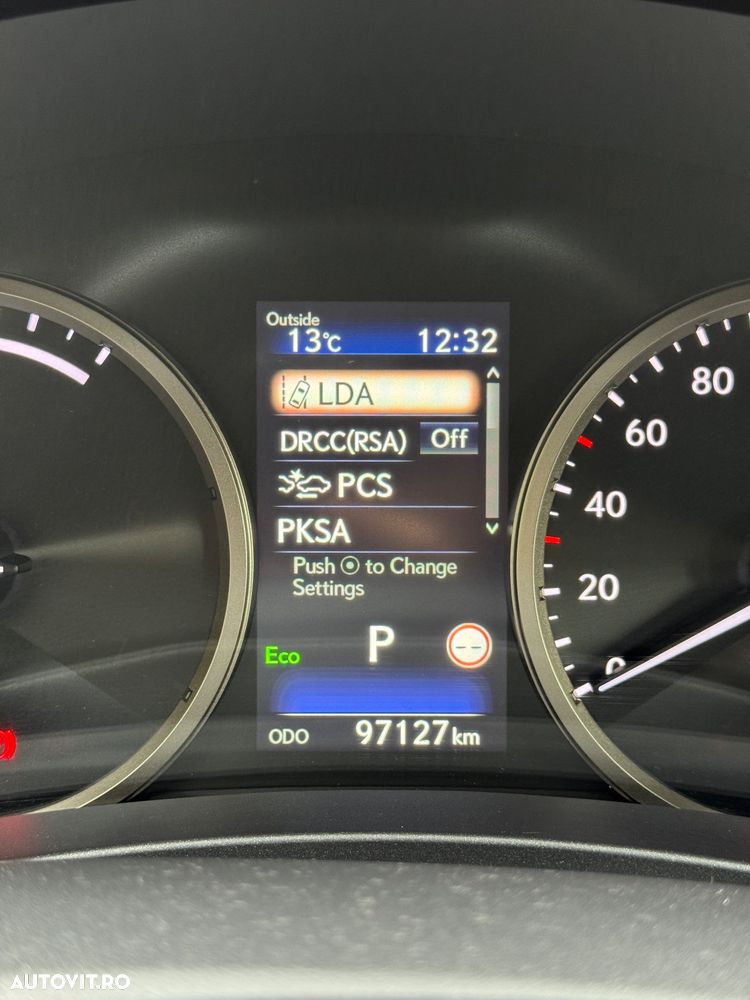 Outside
13°C 12:32
LDA
DRCC(RSA) Off
PCS
PKSA
Push ⊙ to Change
Settings
Eco P --
ODO 97127 km
80
60
40
20
0
AUTOVIT.RO